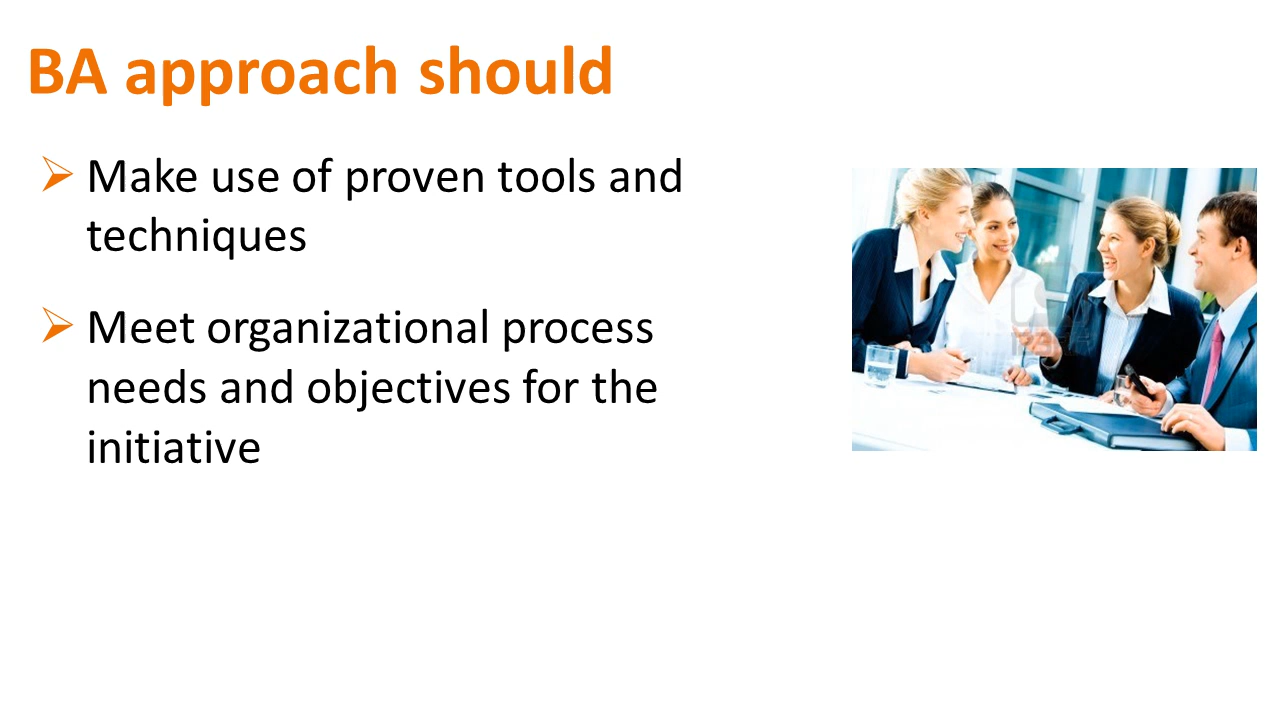 BA approach should
Make use of proven tools and
techniques
Meet organizational process
needs and objectives for the
initiative